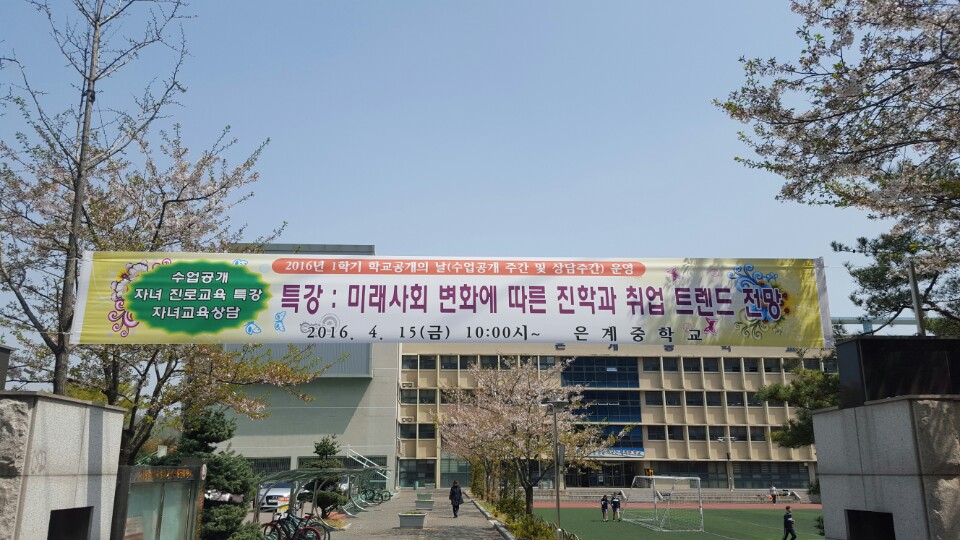 수업공개
자녀 진로교육 특강
자녀교육상담
2016년 1학기 학교공개의 날(수업공개 주간 및 상담주간) 운영
특강 : 미래사회 변화에 따른 진학과 취업 트렌드 전망
2016. 4. 15(금) 10:00시~ 은계중학교